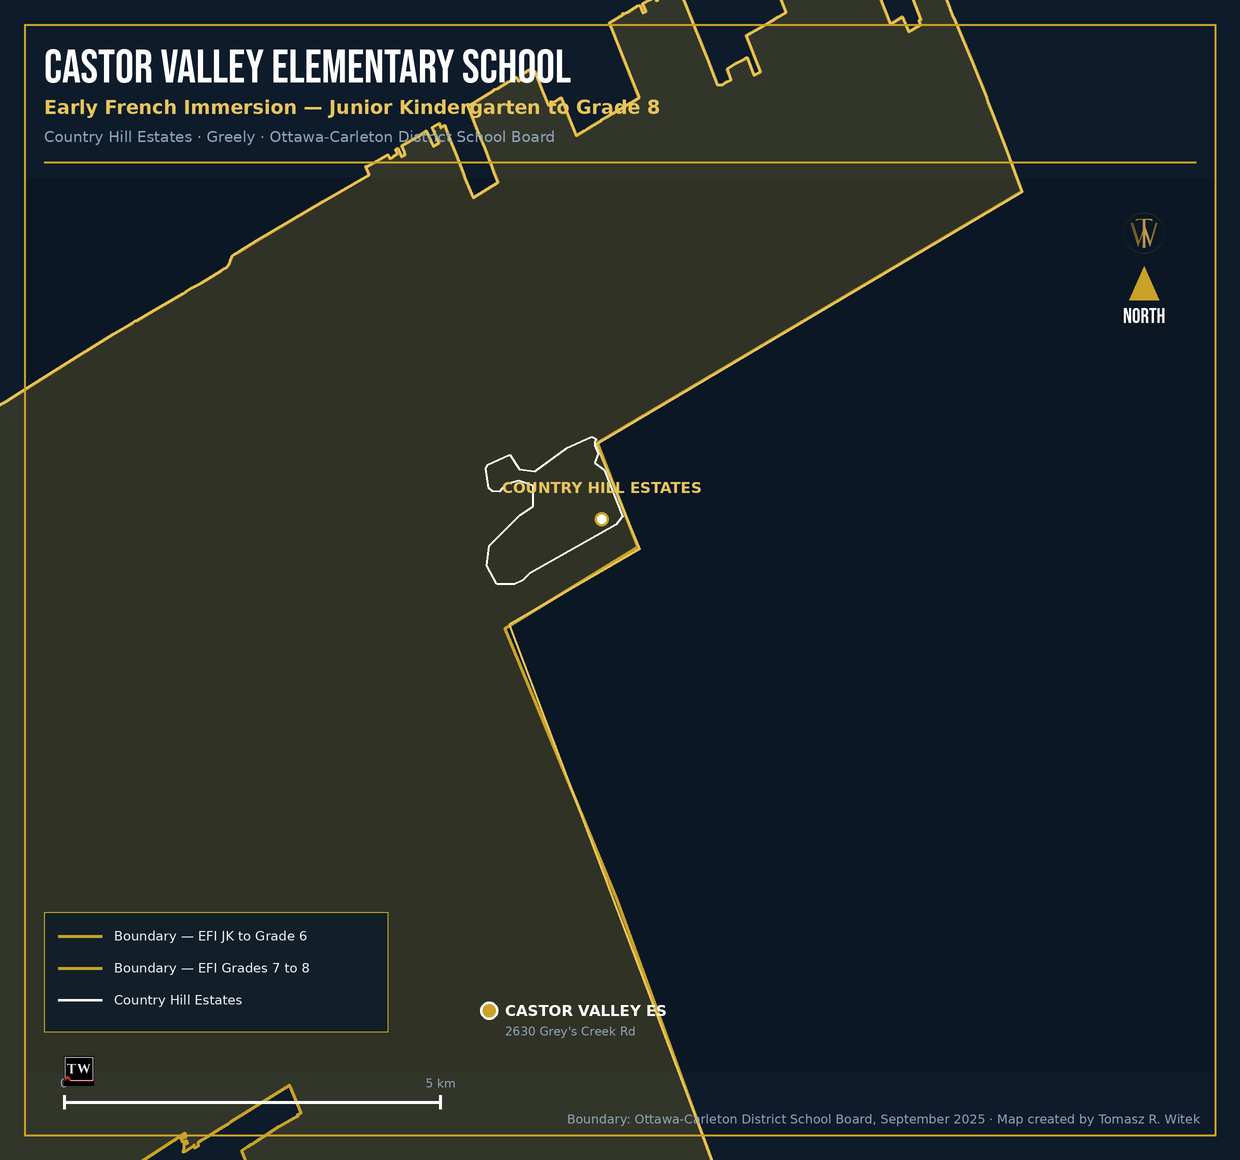 CASTOR VALLEY ELEMENTARY SCHOOL
Early French Immersion — Junior Kindergarten to Grade 8
Country Hill Estates · Greely · Ottawa-Carleton District School Board
TW
NORTH
COUNTRY HILL ESTATES
Boundary — EFI JK to Grade 6
Boundary — EFI Grades 7 to 8
Country Hill Estates
CASTOR VALLEY ES
2630 Grey's Creek Rd
TW
5 km
Boundary: Ottawa-Carleton District School Board, September 2025 · Map created by Tomasz R. Witek